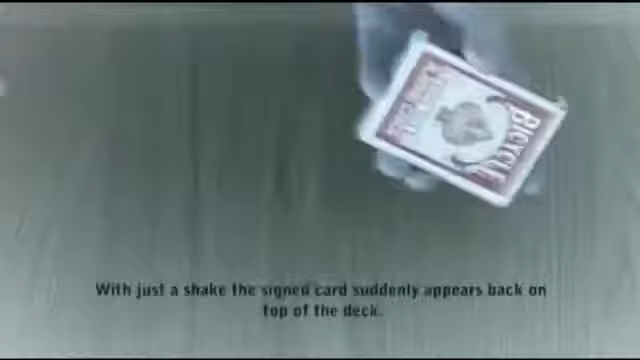 BICYCLE
With just a shake the signed card suddenly appears back on
top of the deck.